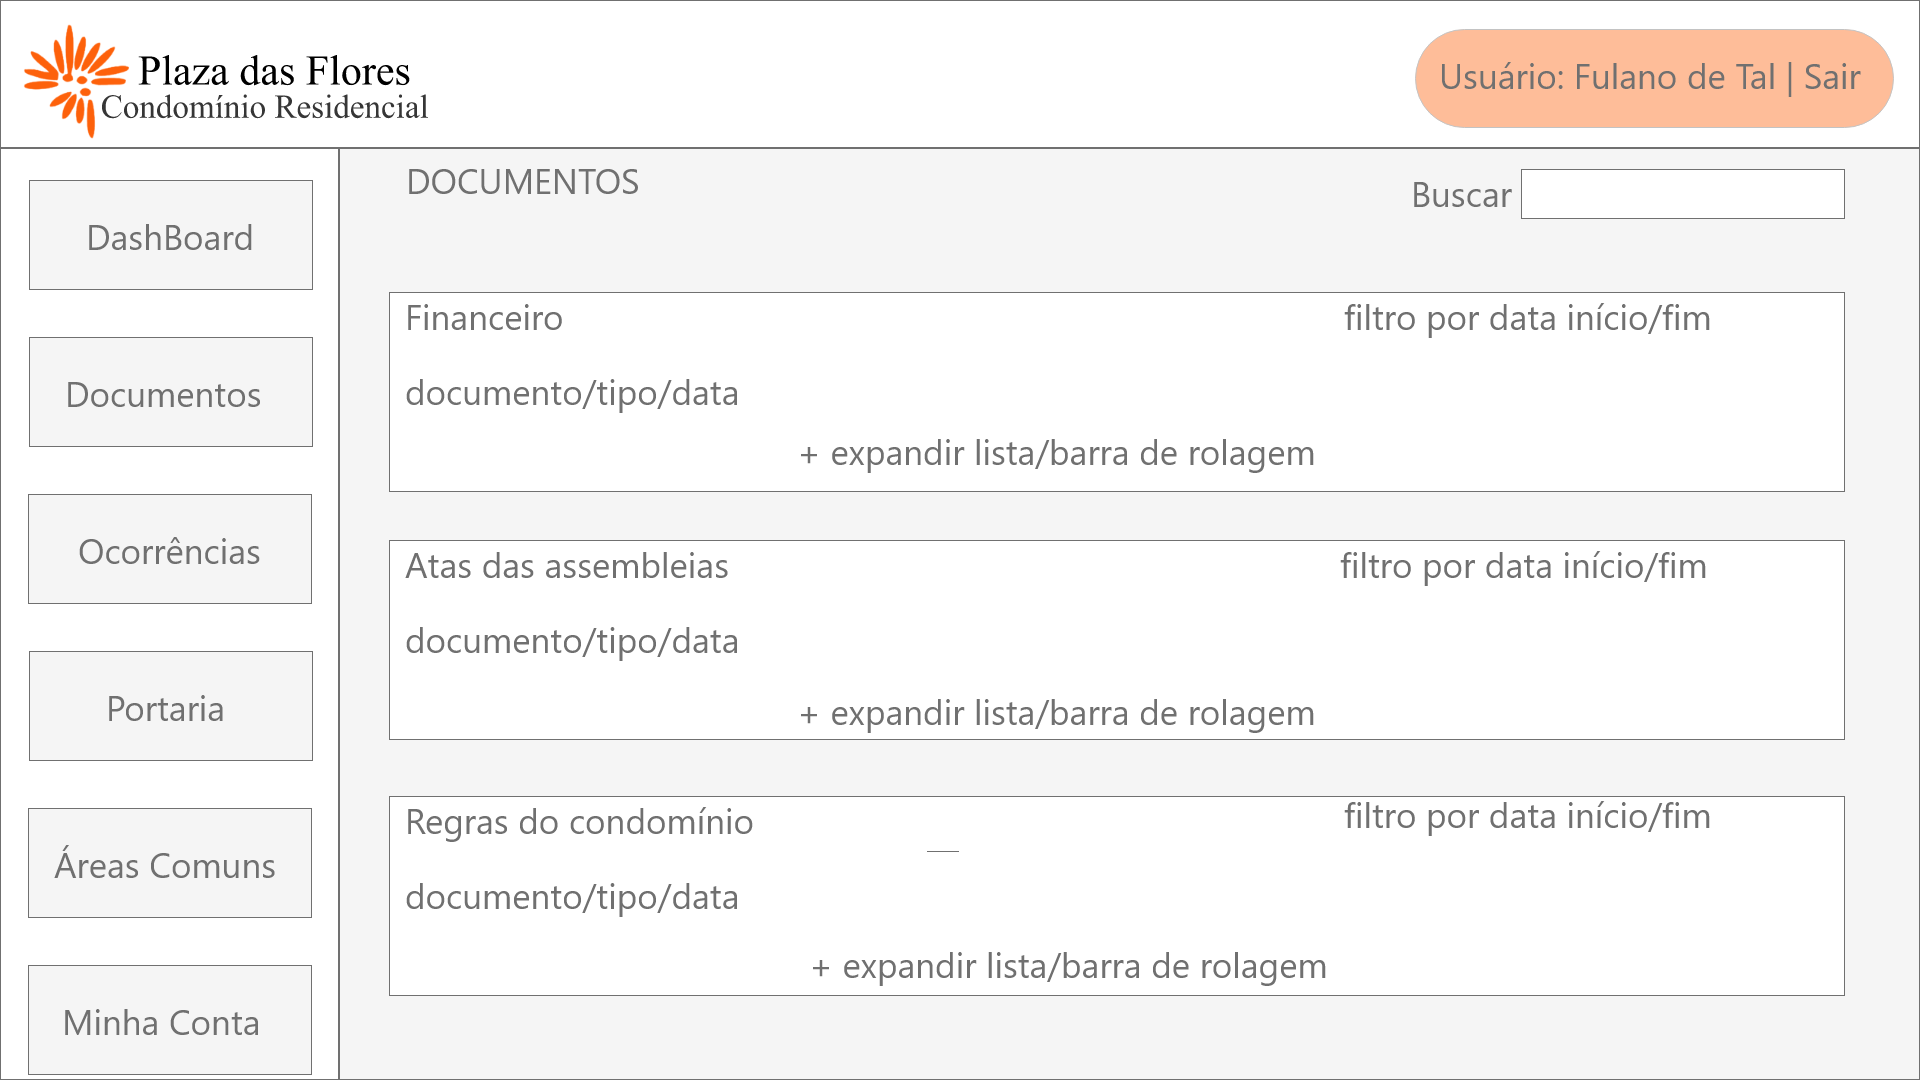 Plaza das Flores
Condomínio Residencial
Usuário: Fulano de Tal | Sair
DashBoard
Documentos
Ocorrências
Portaria
Áreas Comuns
Minha Conta
DOCUMENTOS
Buscar
Financeiro
filtro por data início/fim
documento/tipo/data
+ expandir lista/barra de rolagem
Atas das assembleias
filtro por data início/fim
documento/tipo/data
+ expandir lista/barra de rolagem
Regras do condomínio
filtro por data início/fim
documento/tipo/data
+ expandir lista/barra de rolagem